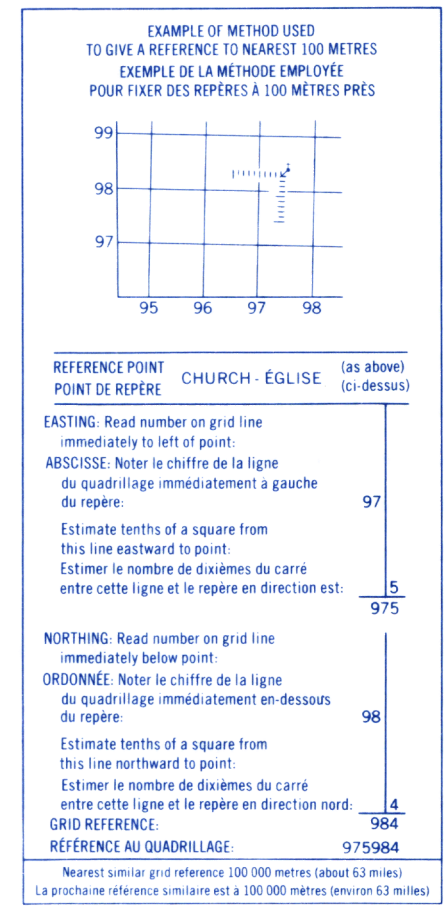 EXAMPLE OF METHOD USED
TO GIVE A REFERENCE TO NEAREST 100 METRES
EXEMPLE DE LA MÉTHODE EMPLOYÉE
POUR FIXER DES REPÈRES À 100 MÈTRES PRÈS
99
98
97
95 96 97 98
REFERENCE POINT
POINT DE REPÈRE
CHURCH - ÉGLISE
(as above)
(ci-dessus)
EASTING: Read number on grid line
immediately to left of point:
ABSCISSE: Noter le chiffre de la ligne
du quadrillage immédiatement à gauche
du repère: 97
Estimate tenths of a square from
this line eastward to point:
Estimer le nombre de dixièmes du carré
entre cette ligne et le repère en direction est: 5
975
NORTHING: Read number on grid line
immediately below point:
ORDONNÉE: Noter le chiffre de la ligne
du quadrillage immédiatement en-dessous
du repère: 98
Estimate tenths of a square from
this line northward to point:
Estimer le nombre de dixièmes du carré
entre cette ligne et le repère en direction nord: 4
GRID REFERENCE: 984
RÉFÉRENCE AU QUADRILLAGE: 975984
Nearest similar grid reference 100 000 metres (about 63 miles)
La prochaine référence similaire est à 100 000 mètres (environ 63 milles)